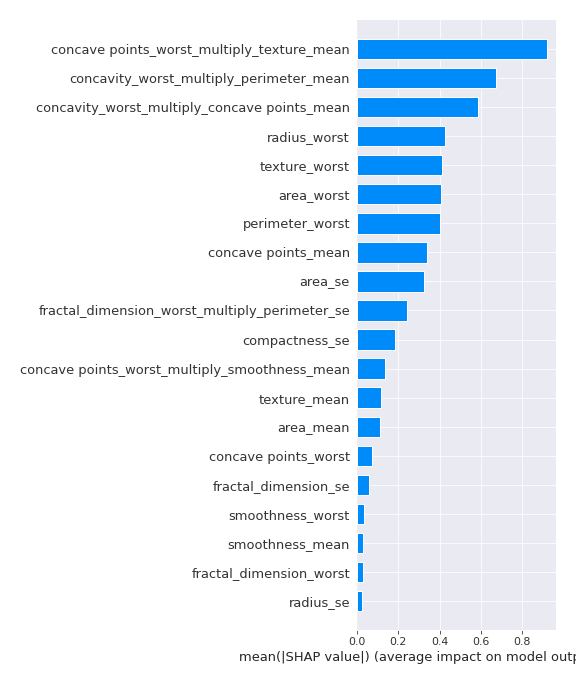 concave points_worst_multiply_texture_mean
concavity_worst_multiply_perimeter_mean
concavity_worst_multiply_concave points_mean
radius_worst
texture_worst
area_worst
perimeter_worst
concave points_mean
area_se
fractal_dimension_worst_multiply_perimeter_se
compactness_se
concave points_worst_multiply_smoothness_mean
texture_mean
area_mean
concave points_worst
fractal_dimension_se
smoothness_worst
smoothness_mean
fractal_dimension_worst
radius_se
0.0 0.2 0.4 0.6 0.8
mean(|SHAP value|) (average impact on model outp